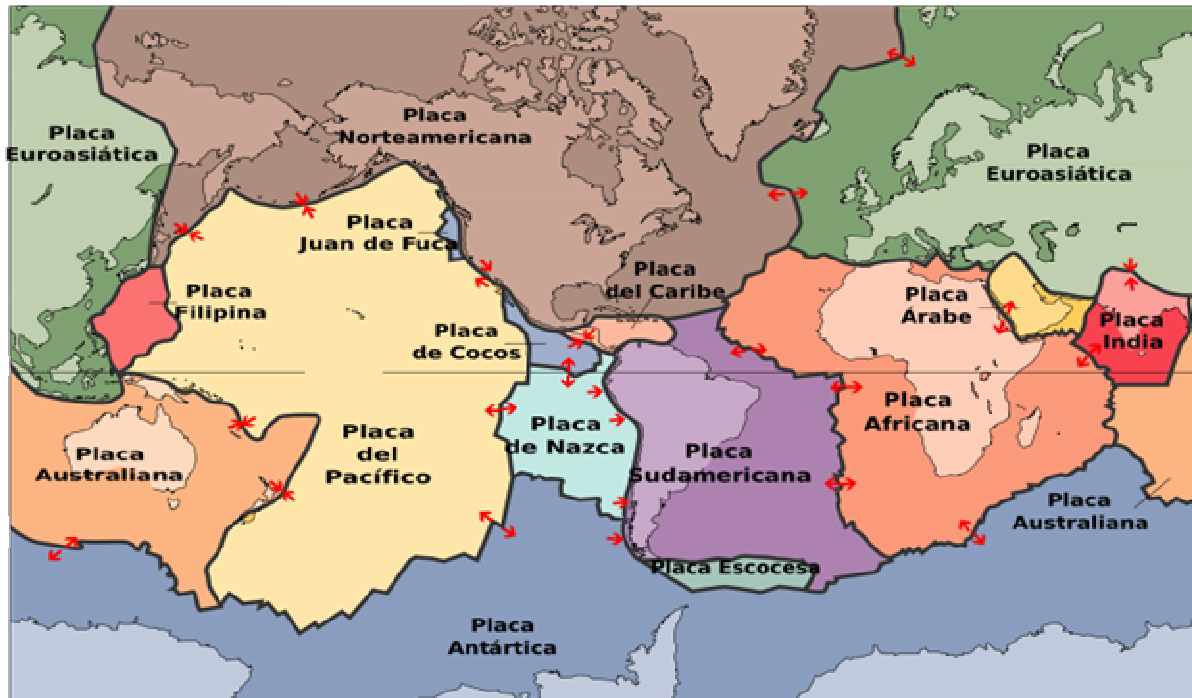 Placa
Norteamericana
Placa
Euroasiática
Placa
Euroasiática
Placa
Juan de Fuca
Placa
del Caribe
Placa
Filipina
Placa
Árabe
Placa
de Cocos
Placa
India
Placa
Africana
Placa
de Nazca
Placa
del
Pacífico
Placa
Sudamericana
Placa
Australiana
Placa
Australiana
Placa Escocesa
Placa
Antártica